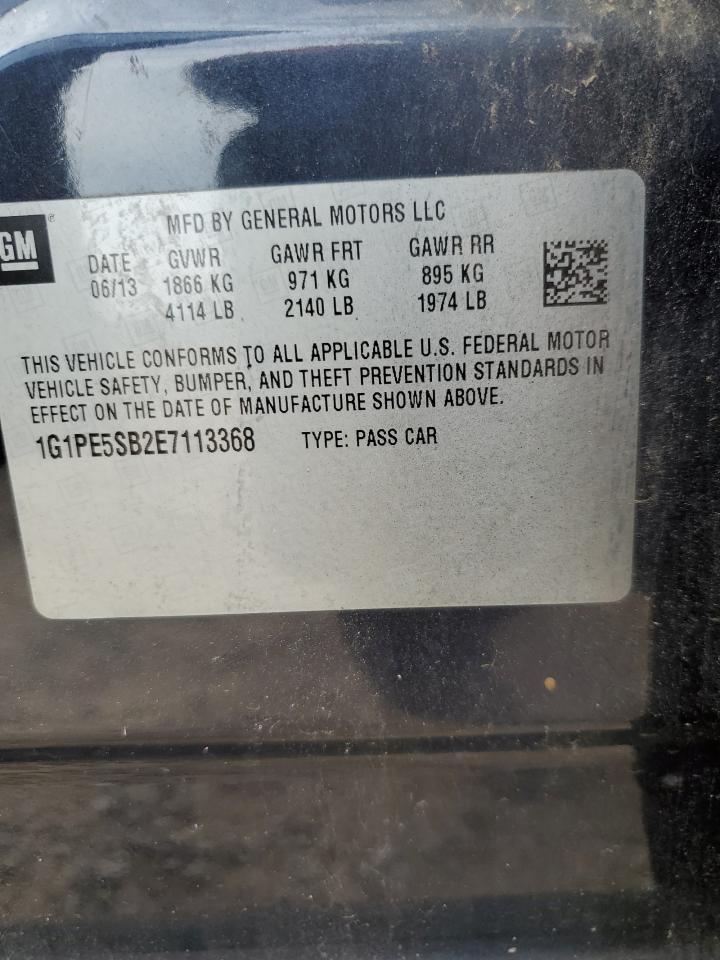 GM®
MFD BY GENERAL MOTORS LLC
DATE GVWR GAWR FRT GAWR RR
06/13 1866 KG 971 KG 895 KG
4114 LB 2140 LB 1974 LB
THIS VEHICLE CONFORMS TO ALL APPLICABLE U.S. FEDERAL MOTOR
VEHICLE SAFETY, BUMPER, AND THEFT PREVENTION STANDARDS IN
EFFECT ON THE DATE OF MANUFACTURE SHOWN ABOVE.
1G1PE5SB2E7113368 TYPE: PASS CAR